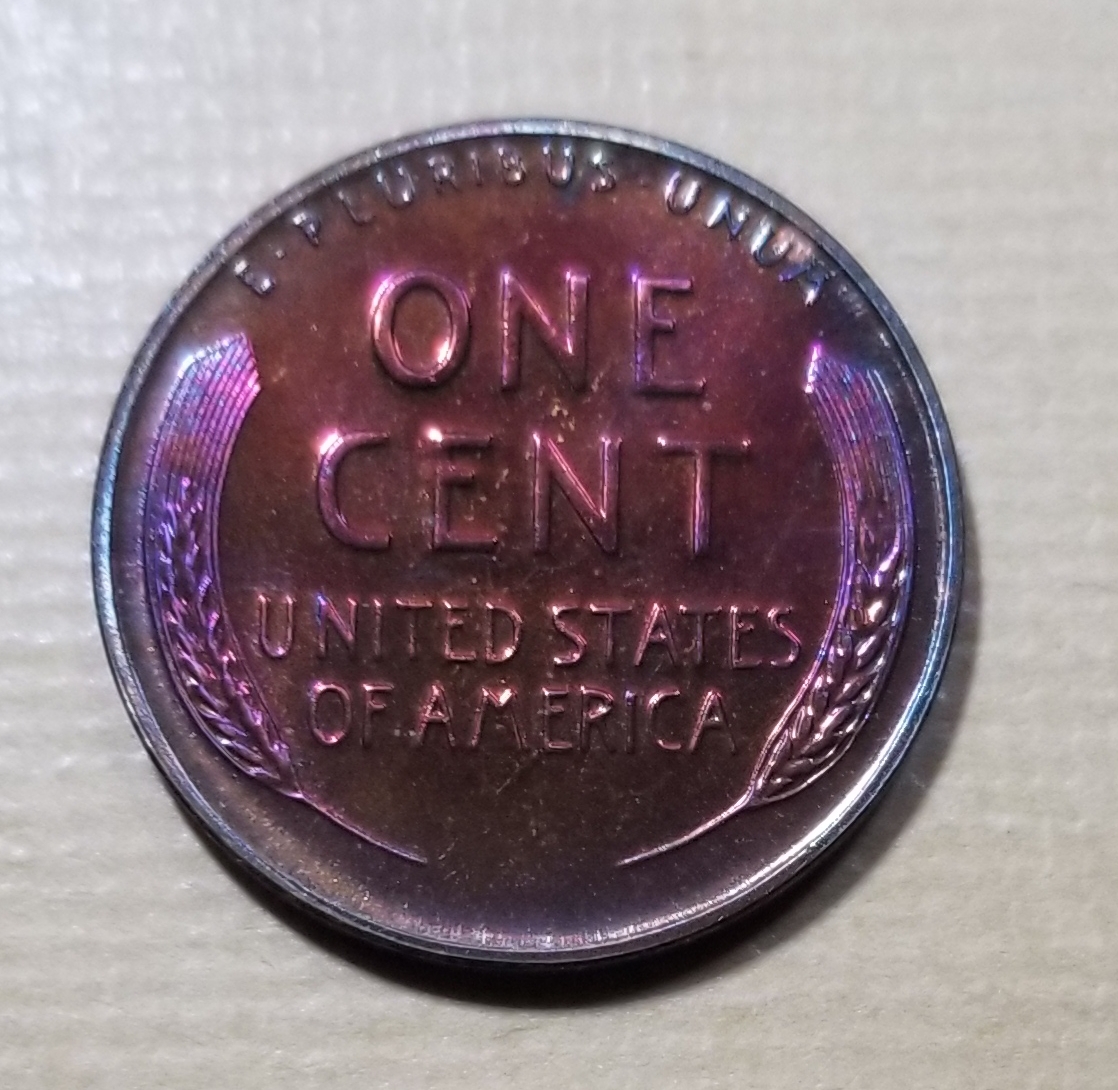 E·PLURIBUS·UNUM
ONE
CENT
UNITED STATES
OF AMERICA